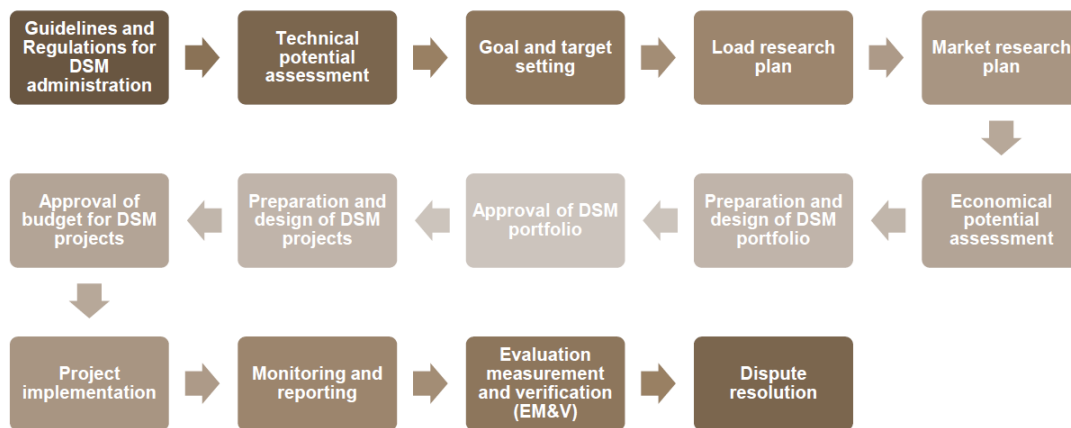 Guidelines and
Regulations for
DSM
administration
Technical
potential
assessment
Goal and target
setting
Load research
plan
Market research
plan
Economical
potential
assessment
Preparation and
design of DSM
portfolio
Approval of DSM
portfolio
Preparation and
design of DSM
projects
Approval of
budget for DSM
projects
Project
implementation
Monitoring and
reporting
Evaluation
measurement
and verification
(EM&V)
Dispute
resolution